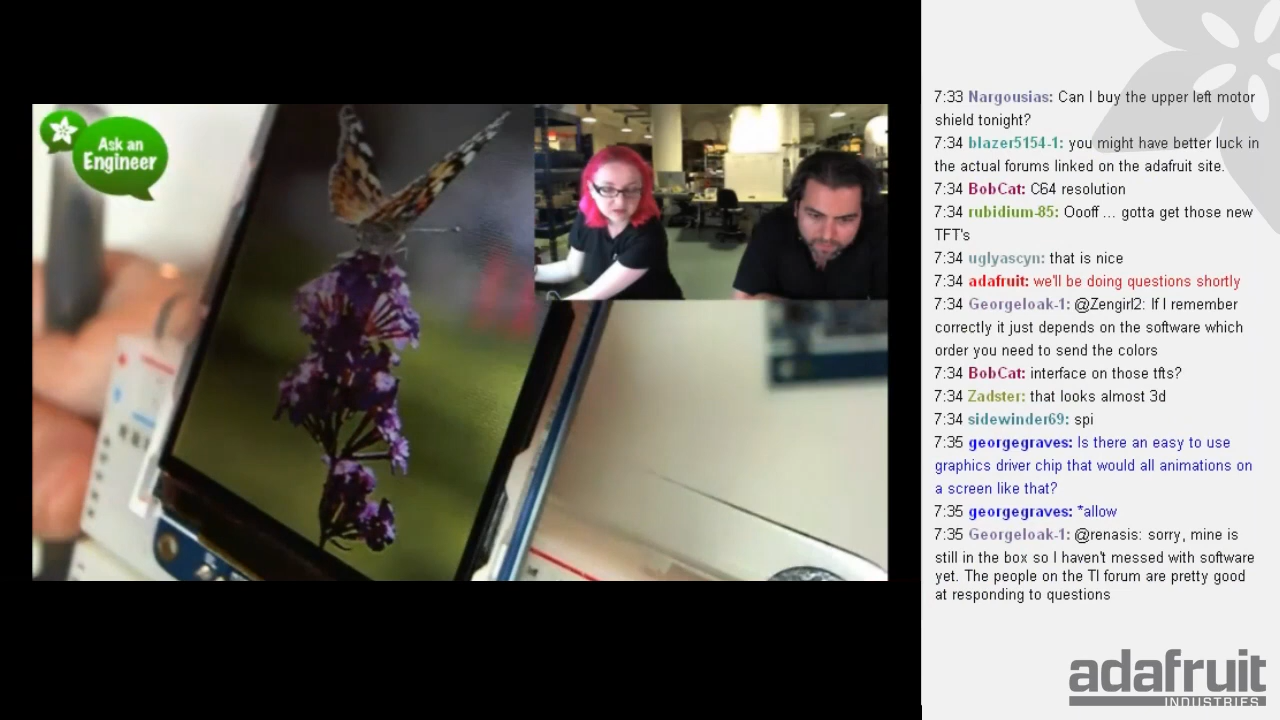 Ask an
Engineer
7:33 Nargousias: Can I buy the upper left motor
shield tonight?
7:34 blazer5154-1: you might have better luck in
the actual forums linked on the adafruit site.
7:34 BobCat: C64 resolution
7:34 rubidium-85: Oooff ... gotta get those new
TFT's
7:34 uglyascyn: that is nice
7:34 adafruit: we'll be doing questions shortly
7:34 Georgeloak-1: @Zengirl2: If I remember
correctly it just depends on the software which
order you need to send the colors
7:34 BobCat: interface on those tfts?
7:34 Zadster: that looks almost 3d
7:34 sidewinder69: spi
7:35 georgegraves: Is there an easy to use
graphics driver chip that would all animations on
a screen like that?
7:35 georgegraves: *allow
7:35 Georgeloak-1: @renasis: sorry, mine is
still in the box so I haven't messed with software
yet. The people on the TI forum are pretty good
at responding to questions
adafruit
INDUSTRIES